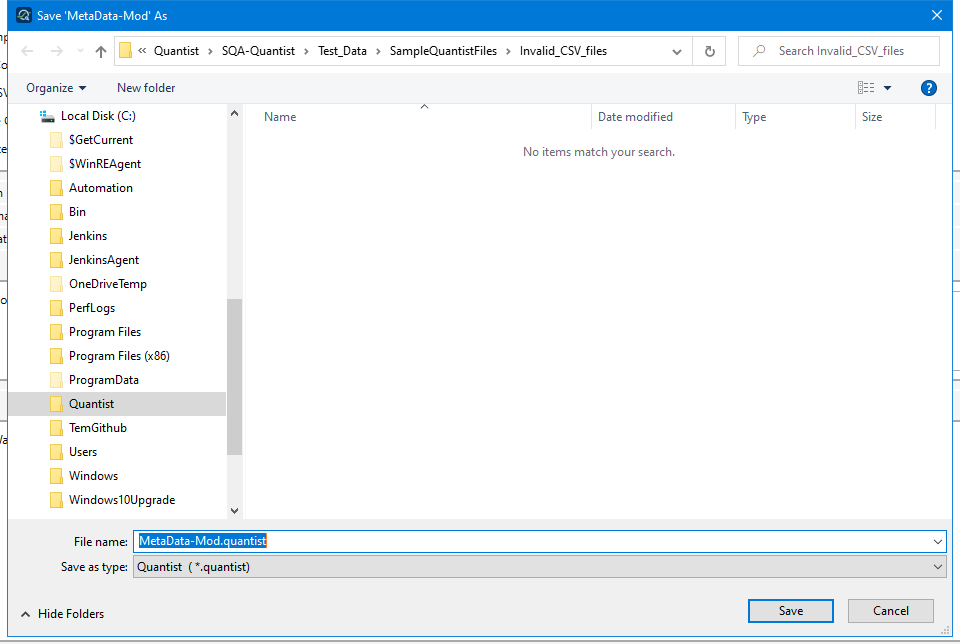 Save 'MetaData-Mod' As
« Quantist › SQA-Quantist › Test_Data › SampleQuantistFiles › Invalid_CSV_files
Search Invalid_CSV_files
Organize
New folder
?
Local Disk (C:)
$GetCurrent
$WinREAgent
Automation
Bin
Jenkins
JenkinsAgent
OneDriveTemp
PerfLogs
Program Files
Program Files (x86)
ProgramData
Quantist
TemGithub
Users
Windows
Windows10Upgrade
Name
Date modified
Type
Size
No items match your search.
File name: MetaData-Mod.quantist
Save as type: Quantist ( *.quantist)
Hide Folders
Save
Cancel